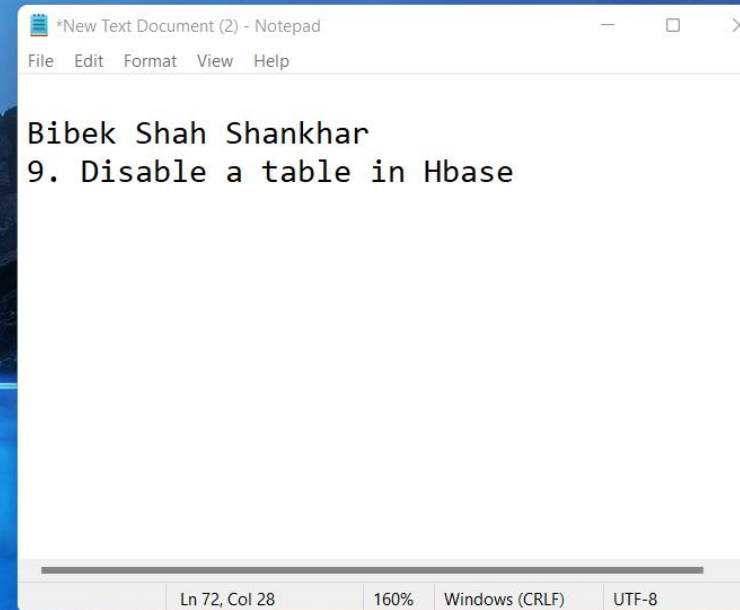 *New Text Document (2) - Notepad
File Edit Format View Help
Bibek Shah Shankhar
9. Disable a table in Hbase
Ln 72, Col 28 160% Windows (CRLF) UTF-8